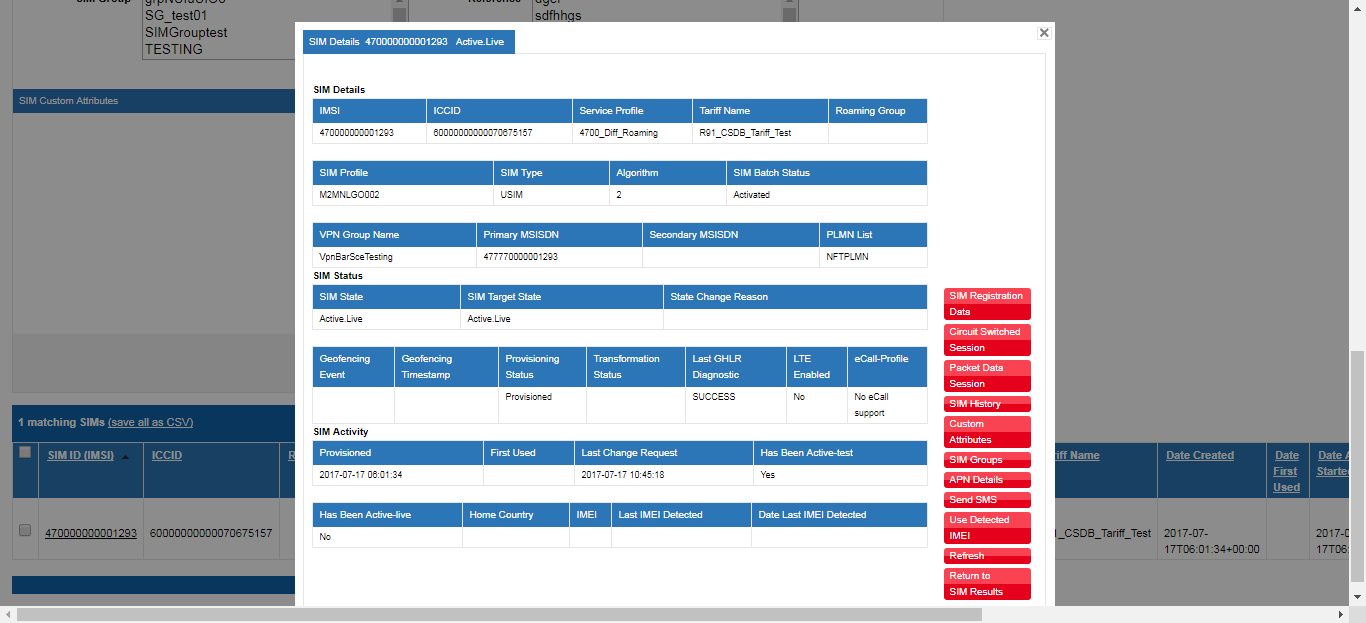 SIM Group
grpNSfuSfG6
Reference
dger
SG_test01
sdfhhgs
SIMGrouptest
TESTING
SIM Custom Attributes
SIM Details 470000000001293 Active.Live
SIM Details
IMSI ICCID Service Profile Tariff Name Roaming Group
470000000001293 60000000000070675157 4700_Diff_Roaming R91_CSDB_Tariff_Test
SIM Profile SIM Type Algorithm SIM Batch Status
M2MNLGO002 USIM 2 Activated
VPN Group Name Primary MSISDN Secondary MSISDN PLMN List
VpnBarSceTesting 477770000001293 NFTPLMN
SIM Status
SIM State SIM Target State State Change Reason
Active.Live Active.Live
Geofencing Event
Geofencing Timestamp
Provisioning Status
Transformation Status
Last GHLR Diagnostic
LTE Enabled
eCall-Profile
Provisioned SUCCESS No No eCall support
SIM Activity
Provisioned First Used Last Change Request Has Been Active-test
2017-07-17 06:01:34 2017-07-17 10:45:18 Yes
Has Been Active-live Home Country IMEI Last IMEI Detected Date Last IMEI Detected
No
SIM Registration
Data
Circuit Switched
Session
Packet Data
Session
SIM History
Custom
Attributes
SIM Groups
APN Details
Send SMS
Use Detected
IMEI
Refresh
Return to
SIM Results
1 matching SIMs (save all as CSV)
SIM ID (IMSI) ICCID R
iff Name Date Created
Date
First
Used
Date A
Starte
470000000001293 60000000000070675157
1_CSDB_Tariff_Test
2017-07-
17T06:01:34+00:00
2017-0
17T06: